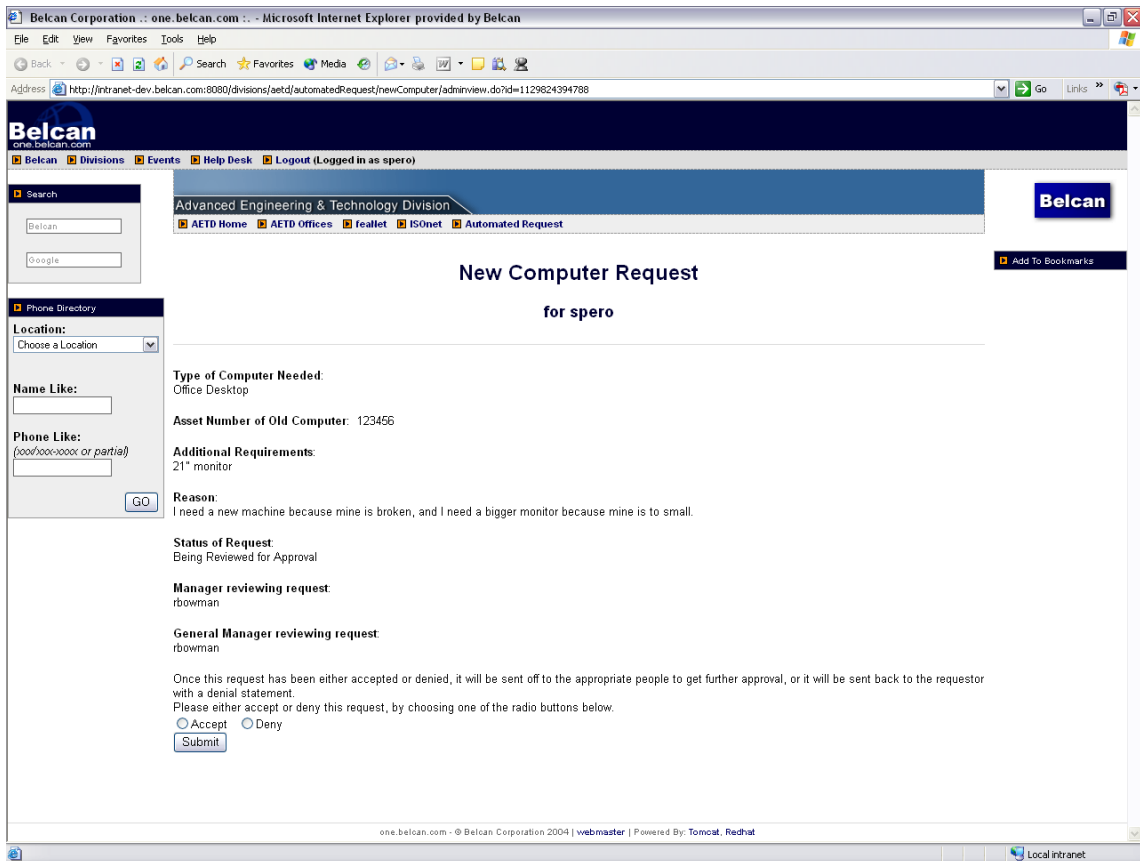 Belcan Corporation .: one.belcan.com :. - Microsoft Internet Explorer provided by Belcan
File Edit View Favorites Tools Help
Back Search Favorites Media
Address http://intranet-dev.belcan.com:8080/divisions/aetd/automatedRequest/newComputer/adminview.do?id=1129824394788 Go Links »
Belcan
one.belcan.com
Belcan Divisions Events Help Desk Logout (Logged in as spero)
Search
Belcan
Google
Advanced Engineering & Technology Division
AETD Home AETD Offices feallet ISOnet Automated Request
Belcan
Add To Bookmarks
Phone Directory
Location:
Choose a Location
Name Like:
Phone Like:
(xxx/xxx-xxxx or partial)
GO
New Computer Request
for spero
Type of Computer Needed:
Office Desktop
Asset Number of Old Computer: 123456
Additional Requirements:
21" monitor
Reason:
I need a new machine because mine is broken, and I need a bigger monitor because mine is to small.
Status of Request:
Being Reviewed for Approval
Manager reviewing request:
rbowman
General Manager reviewing request:
rbowman
Once this request has been either accepted or denied, it will be sent off to the appropriate people to get further approval, or it will be sent back to the requestor
with a denial statement.
Please either accept or deny this request, by choosing one of the radio buttons below.
Accept Deny
Submit
one.belcan.com - © Belcan Corporation 2004 | webmaster | Powered By: Tomcat, Redhat
Local intranet